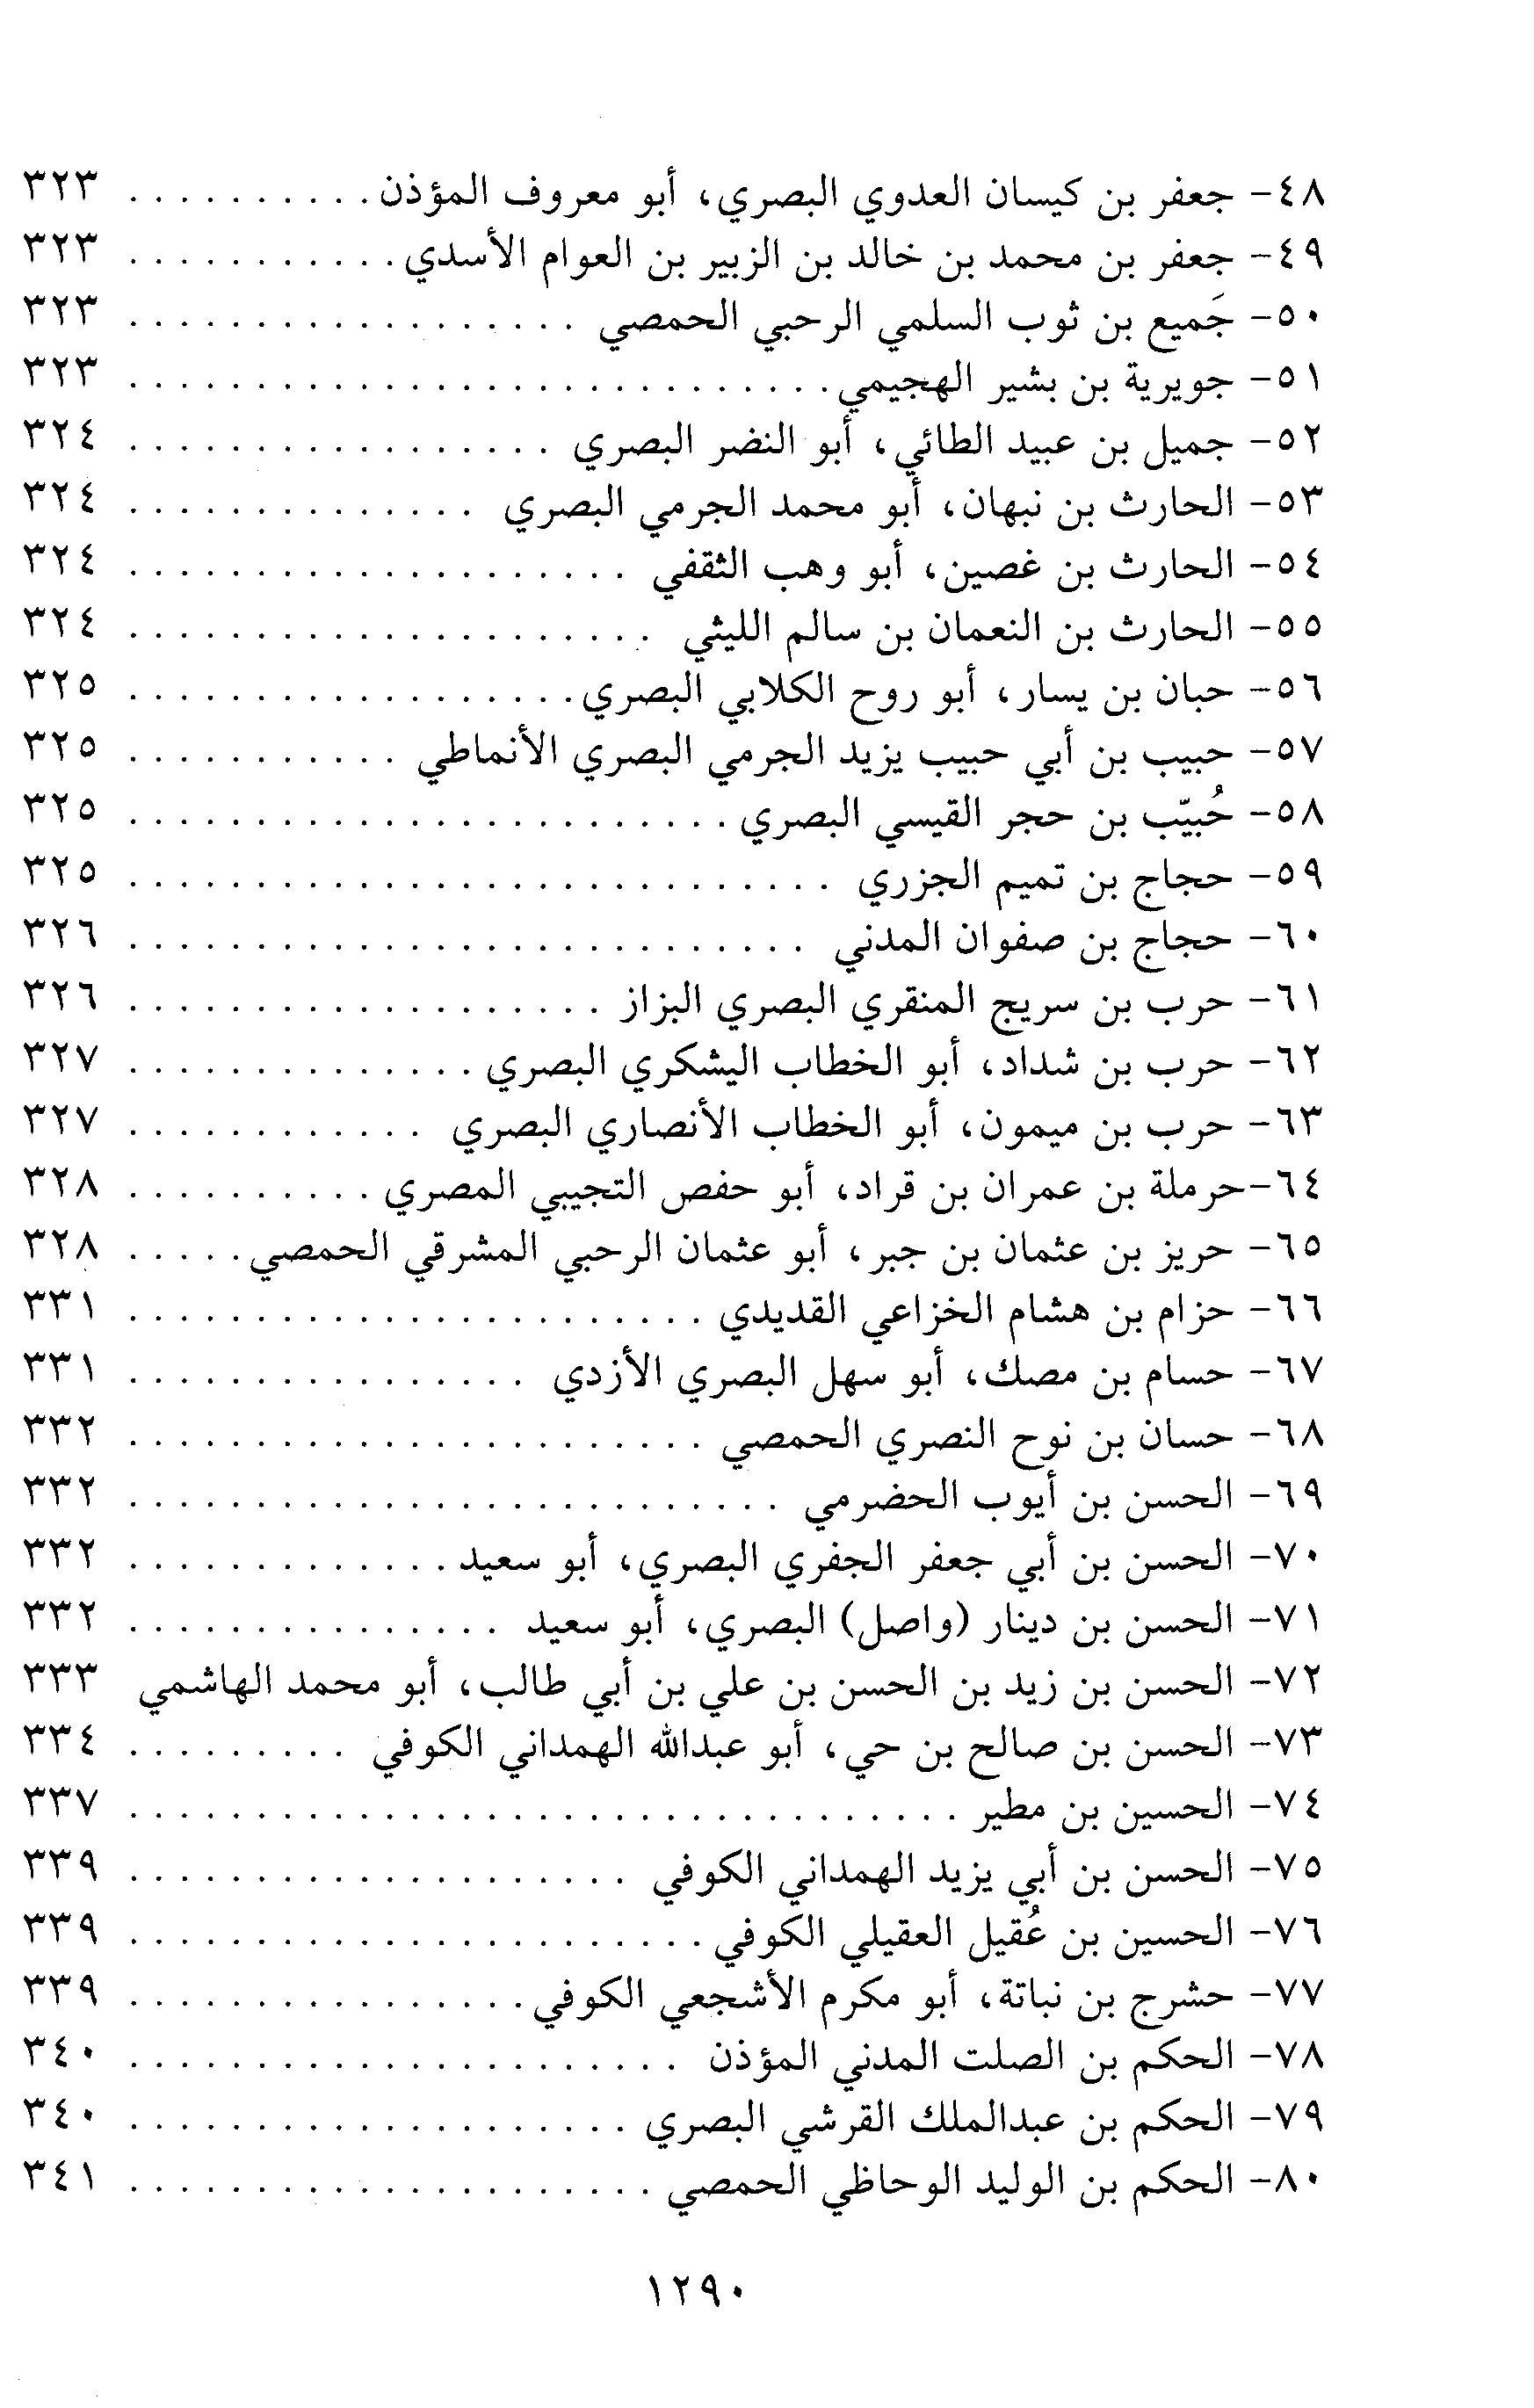 ٤٨- جعفر بن كيسان العدوي البصري، أبو معروف المؤذن . . . . . . . . . . ٣٢٣
٤٩- جعفر بن محمد بن خالد بن الزبير بن العوام الأسدي . . . . . . . . . . . ٣٢٣
٥٠- جَميع بن ثوب السلمي الرحبي الحمصي . . . . . . . . . . . . . . . . . . ٣٢٣
٥١- جويرية بن بشير الهجيمي . . . . . . . . . . . . . . . . . . . . . . . . . . . . ٣٢٣
٥٢- جميل بن عبيد الطائي، أبو النضر البصري . . . . . . . . . . . . . . . . . ٣٢٤
٥٣- الحارث بن نبهان، أبو محمد الجرمي البصري . . . . . . . . . . . . . . ٣٢٤
٥٤- الحارث بن غصين، أبو وهب الثقفي . . . . . . . . . . . . . . . . . . . . ٣٢٤
٥٥- الحارث بن النعمان بن سالم الليثي . . . . . . . . . . . . . . . . . . . . . ٣٢٤
٥٦- حبان بن يسار، أبو روح الكلابي البصري . . . . . . . . . . . . . . . . . . ٣٢٥
٥٧- حبيب بن أبي حبيب يزيد الجرمي البصري الأنماطي . . . . . . . . . . . ٣٢٥
٥٨- حُبيّب بن حجر القيسي البصري . . . . . . . . . . . . . . . . . . . . . . . . ٣٢٥
٥٩- حجاج بن تميم الجزري . . . . . . . . . . . . . . . . . . . . . . . . . . . . ٣٢٥
٦٠- حجاج بن صفوان المدني . . . . . . . . . . . . . . . . . . . . . . . . . . . ٣٢٦
٦١- حرب بن سريج المنقري البصري البزاز . . . . . . . . . . . . . . . . . . . ٣٢٦
٦٢- حرب بن شداد، أبو الخطاب اليشكري البصري . . . . . . . . . . . . . . ٣٢٧
٦٣- حرب بن ميمون، أبو الخطاب الأنصاري البصري . . . . . . . . . . . . ٣٢٧
٦٤- حرملة بن عمران بن قراد، أبو حفص التجيبي المصري . . . . . . . . . . ٣٢٨
٦٥- حريز بن عثمان بن جبر، أبو عثمان الرحبي المشرقي الحمصي . . . . . ٣٢٨
٦٦- حزام بن هشام الخزاعي القديدي . . . . . . . . . . . . . . . . . . . . . . . ٣٣١
٦٧- حسام بن مصك، أبو سهل البصري الأزدي . . . . . . . . . . . . . . . . ٣٣١
٦٨- حسان بن نوح النصري الحمصي . . . . . . . . . . . . . . . . . . . . . . . ٣٣٢
٦٩- الحسن بن أيوب الحضرمي . . . . . . . . . . . . . . . . . . . . . . . . . . ٣٣٢
٧٠- الحسن بن أبي جعفر الجفري البصري، أبو سعيد . . . . . . . . . . . . . ٣٣٢
٧١- الحسن بن دينار (واصل) البصري، أبو سعيد . . . . . . . . . . . . . . . ٣٣٢
٧٢- الحسن بن زيد بن الحسن بن علي بن أبي طالب، أبو محمد الهاشمي ٣٣٣
٧٣- الحسن بن صالح بن حي، أبو عبدالله الهمداني الكوفي . . . . . . . . . ٣٣٤
٧٤- الحسين بن مطير . . . . . . . . . . . . . . . . . . . . . . . . . . . . . . . . . ٣٣٧
٧٥- الحسن بن أبي يزيد الهمداني الكوفي . . . . . . . . . . . . . . . . . . . . ٣٣٩
٧٦- الحسين بن عُقيل العقيلي الكوفي . . . . . . . . . . . . . . . . . . . . . . . ٣٣٩
٧٧- حشرج بن نباتة، أبو مكرم الأشجعي الكوفي . . . . . . . . . . . . . . . . ٣٣٩
٧٨- الحكم بن الصلت المدني المؤذن . . . . . . . . . . . . . . . . . . . . . . ٣٤٠
٧٩- الحكم بن عبدالملك القرشي البصري . . . . . . . . . . . . . . . . . . . . ٣٤٠
٨٠- الحكم بن الوليد الوحاظي الحمصي . . . . . . . . . . . . . . . . . . . . . ٣٤١
١٢٩٠